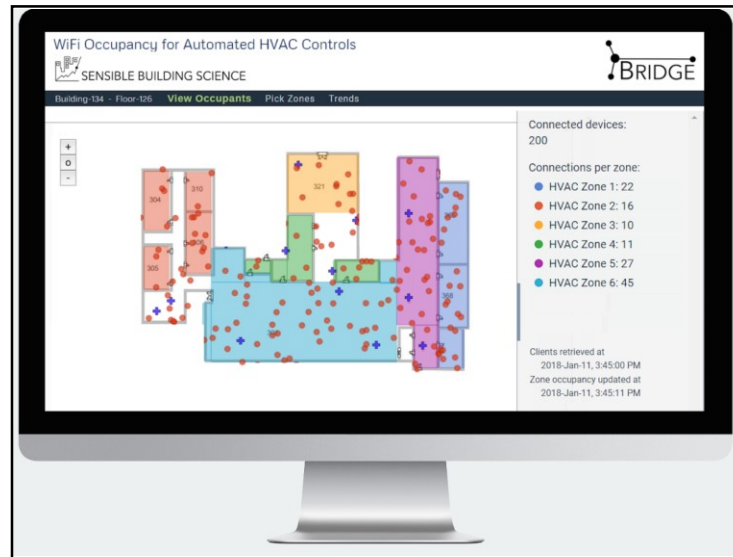 WiFi Occupancy for Automated HVAC Controls
SENSIBLE BUILDING SCIENCE
BRIDGE
Building-134 - Floor-126 View Occupants Pick Zones Trends
+
o
-
Connected devices:
200
Connections per zone:
HVAC Zone 1: 22
HVAC Zone 2: 16
HVAC Zone 3: 10
HVAC Zone 4: 11
HVAC Zone 5: 27
HVAC Zone 6: 45
Clients retrieved at
2018-Jan-11, 3:45:00 PM
Zone occupancy updated at
2018-Jan-11, 3:45:11 PM
304
310
321
305
368